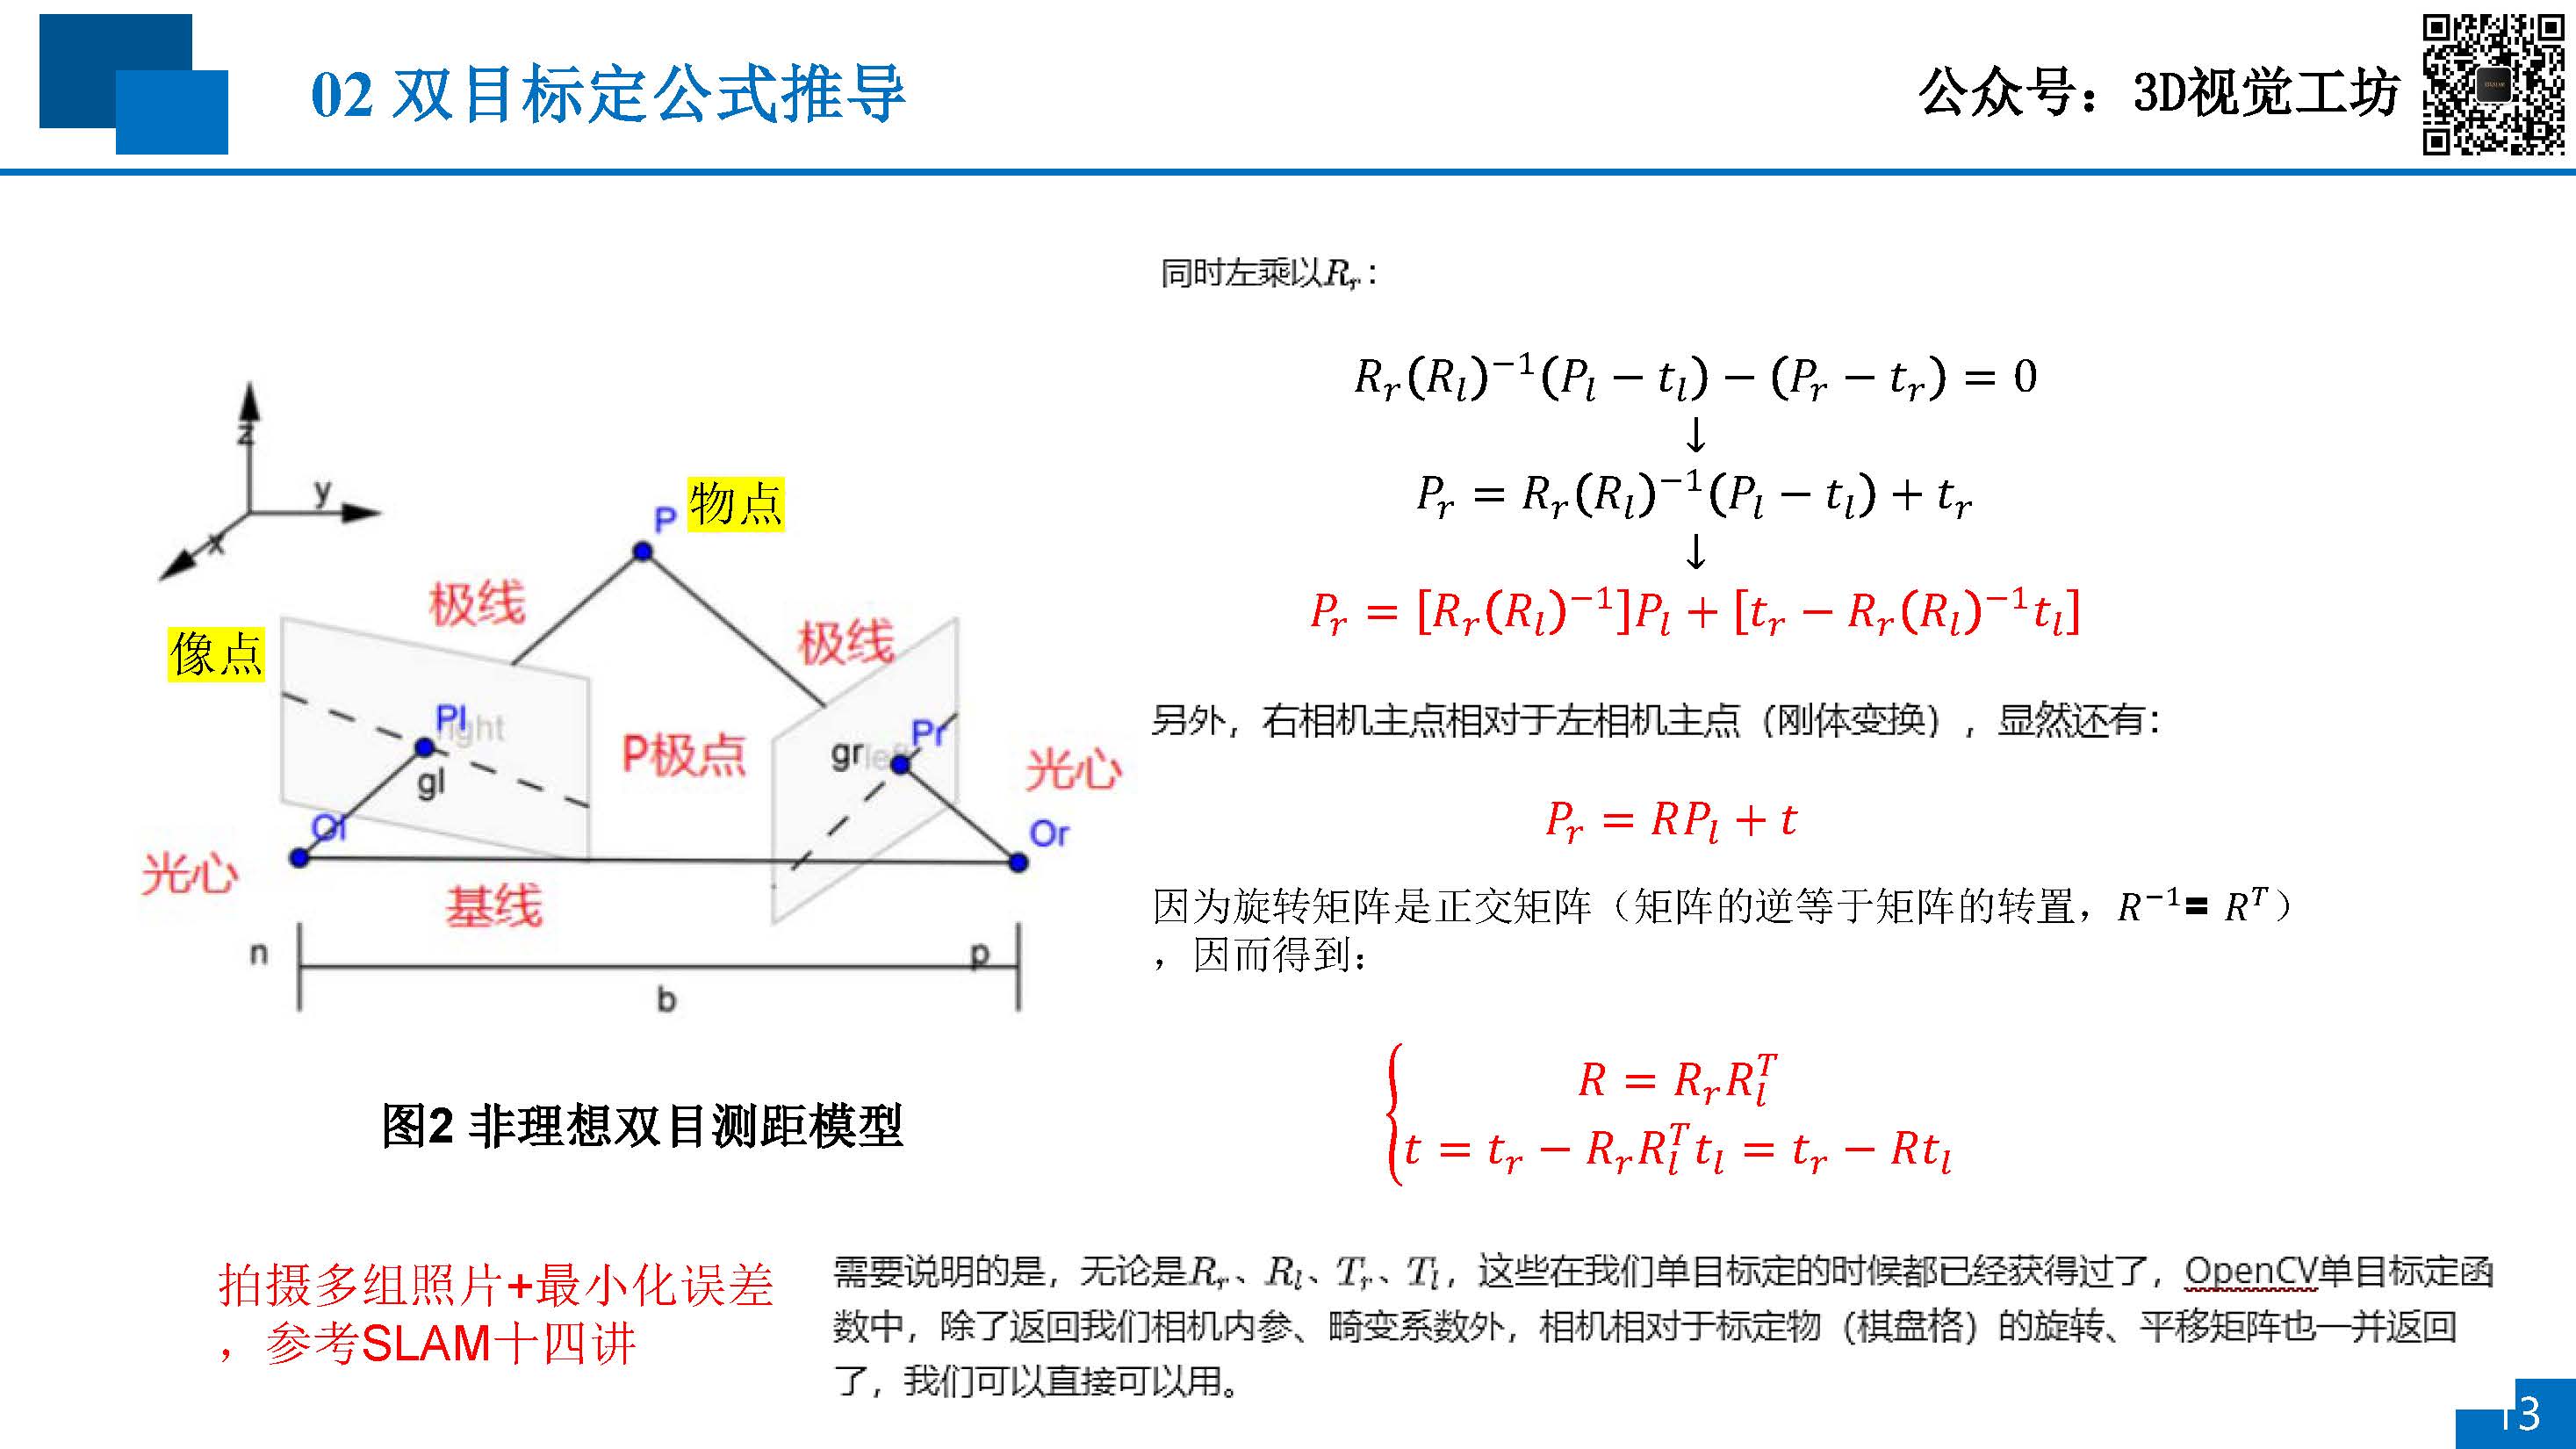 02 双目标定公式推导
公众号：3D视觉工坊
同时左乘以R_r：
R_r(R_l)^{-1}(P_l − t_l) − (P_r − t_r) = 0
↓
P_r = R_r(R_l)^{-1}(P_l − t_l) + t_r
↓
P_r = [R_r(R_l)^{-1}]P_l + [t_r − R_r(R_l)^{-1}t_l]
另外，右相机主点相对于左相机主点（刚体变换），显然还有：
P_r = RP_l + t
因为旋转矩阵是正交矩阵（矩阵的逆等于矩阵的转置，R^{-1}= R^T）
，因而得到：
R = R_rR_l^T
t = t_r − R_rR_l^Tt_l = t_r − Rt_l
z
y
x
P
物点
极线
极线
像点
Pl
right
gl
P极点
gr
left
Pr
光心
Ol
Or
光心
基线
n
p
b
图2 非理想双目测距模型
拍摄多组照片+最小化误差
，参考SLAM十四讲
需要说明的是，无论是R_r、R_l、T_r、T_l，这些在我们单目标定的时候都已经获得过了，OpenCV单目标定函
数中，除了返回我们相机内参、畸变系数外，相机相对于标定物（棋盘格）的旋转、平移矩阵也一并返回
了，我们可以直接可以用。
13